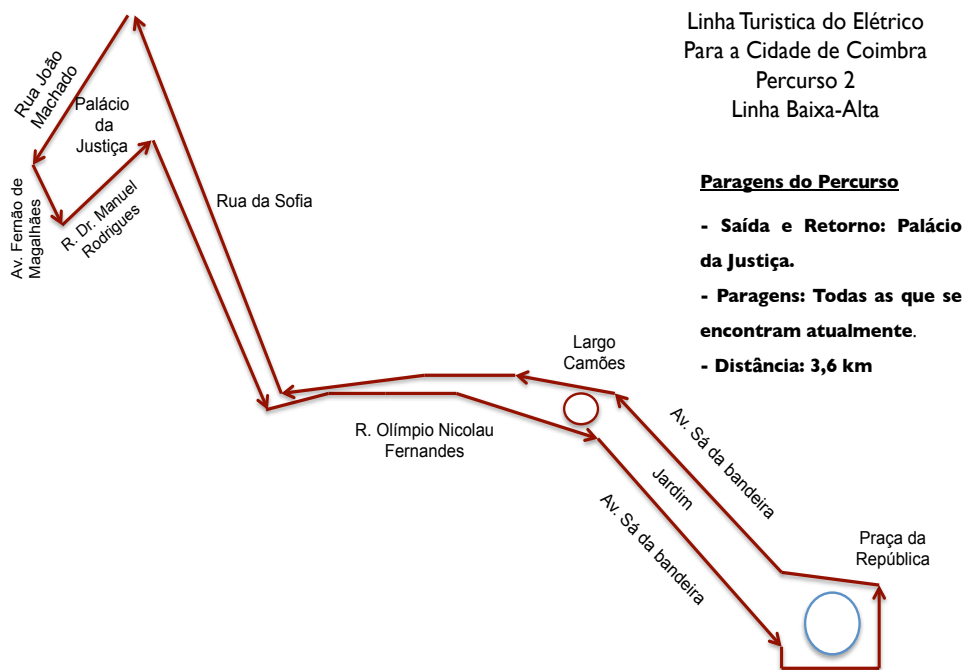 Linha Turistica do Elétrico
Para a Cidade de Coimbra
Percurso 2
Linha Baixa-Alta
Paragens do Percurso
- Saída e Retorno: Palácio
da Justiça.
- Paragens: Todas as que se
encontram atualmente.
- Distância: 3,6 km
Rua João
Machado
Palácio
da
Justiça
Av. Fernão de
Magalhães
R. Dr. Manuel
Rodrigues
Rua da Sofia
Largo
Camões
R. Olímpio Nicolau
Fernandes
Av. Sá da bandeira
Jardim
Av. Sá da bandeira
Praça da
República